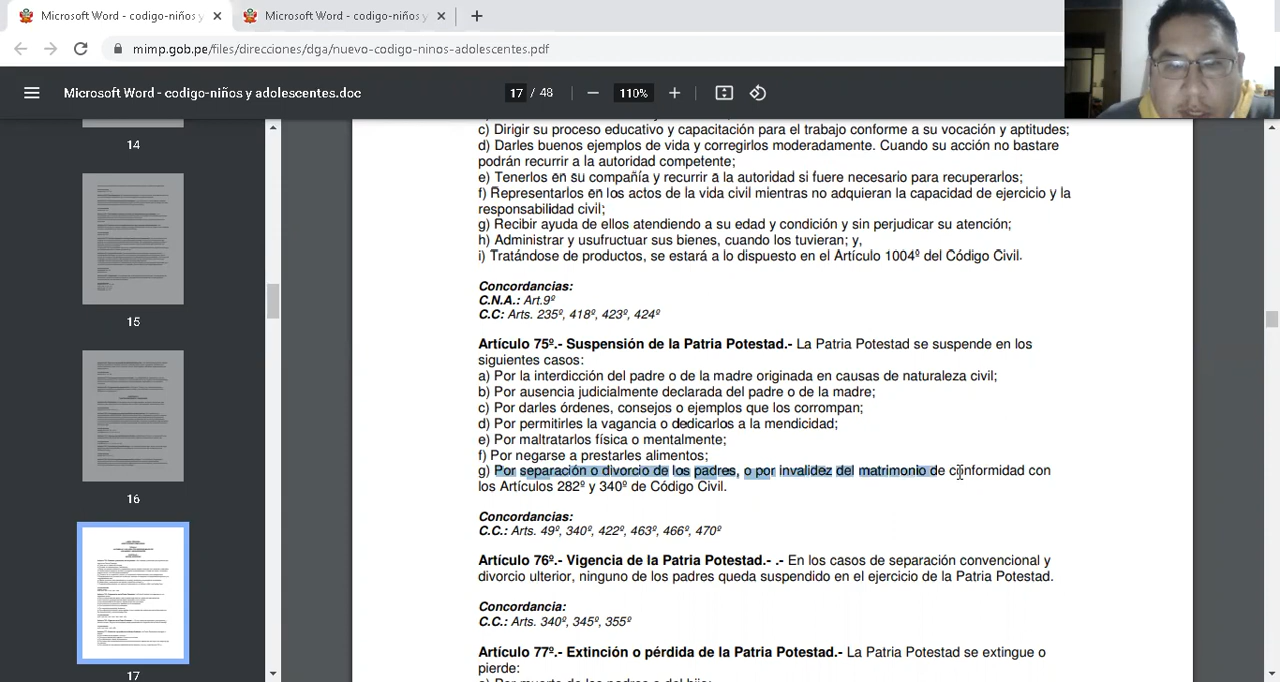 Microsoft Word - codigo-niños y
Microsoft Word - codigo-niños y
mimp.gob.pe/files/direcciones/dga/nuevo-codigo-ninos-adolescentes.pdf
Microsoft Word - codigo-niños y adolescentes.doc
17 / 48
110%
14
15
16
17
c) Dirigir su proceso educativo y capacitación para el trabajo conforme a su vocación y aptitudes;
d) Darles buenos ejemplos de vida y corregirlos moderadamente. Cuando su acción no bastare
podrán recurrir a la autoridad competente;
e) Tenerlos en su compañía y recurrir a la autoridad si fuere necesario para recuperarlos;
f) Representarlos en los actos de la vida civil mientras no adquieran la capacidad de ejercicio y la
responsabilidad civil;
g) Recibir ayuda de ellos atendiendo a su edad y condición y sin perjudicar su atención;
h) Administrar y usufructuar sus bienes, cuando los tuvieran; y,
i) Tratándose de productos, se estará a lo dispuesto en el Artículo 1004º del Código Civil.
Concordancias:
C.N.A.: Art.9º
C.C: Arts. 235º, 418º, 423º, 424º
Artículo 75º.- Suspensión de la Patria Potestad.- La Patria Potestad se suspende en los
siguientes casos:
a) Por la interdicción del padre o de la madre originada en causas de naturaleza civil;
b) Por ausencia judicialmente declarada del padre o de la madre;
c) Por darles órdenes, consejos o ejemplos que los corrompan;
d) Por permitirles la vagancia o dedicarlos a la mendicidad;
e) Por maltratarlos física o mentalmente;
f) Por negarse a prestarles alimentos;
g) Por separación o divorcio de los padres, o por invalidez del matrimonio de conformidad con
los Artículos 282º y 340º de Código Civil.
Concordancias:
C.C.: Arts. 49º, 340º, 422º, 463º, 466º, 470º
Artículo 76º.- Vigencia de la Patria Potestad.- .- En los casos de separación convencional y
divorcio ulterior, ninguno de los padres queda suspendido en el ejercicio de la Patria Potestad.
Concordancia:
C.C.: Arts. 340º, 345º, 355º
Artículo 77º.- Extinción o pérdida de la Patria Potestad.- La Patria Potestad se extingue o
pierde:
a) Por muerte de los padres o del hijo;